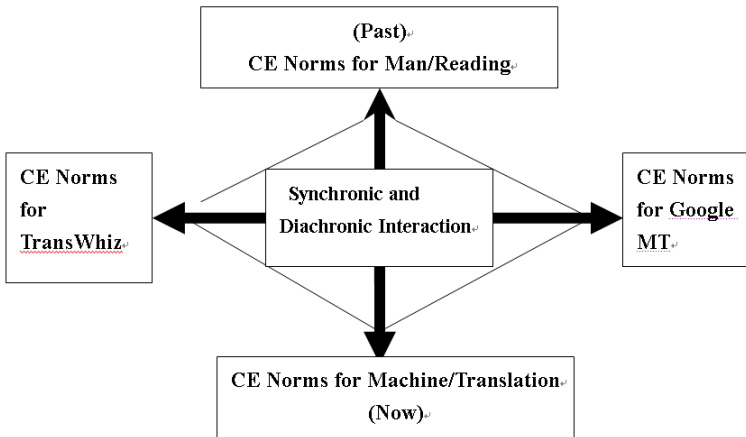 (Past)
CE Norms for Man/Reading
CE Norms
for
TransWhiz
Synchronic and
Diachronic Interaction
CE Norms
for Google
MT
CE Norms for Machine/Translation
(Now)